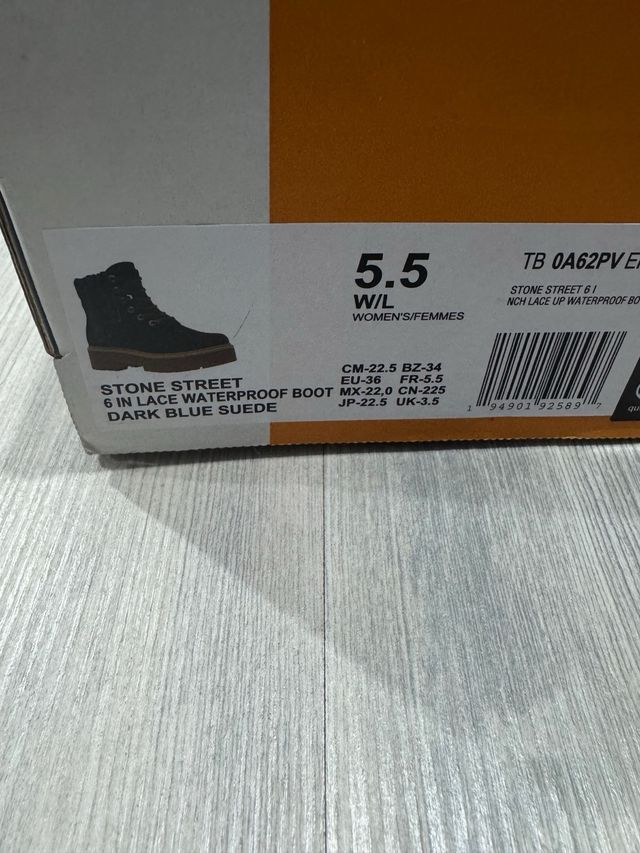 5.5
W/L
WOMEN'S/FEMMES
TB 0A62PV
STONE STREET 6 I
NCH LACE UP WATERPROOF
CM-22.5 BZ-34
EU-36 FR-5.5
MX-22,0 CN-225
JP-22.5 UK-3.5
STONE STREET
6 IN LACE WATERPROOF BOOT
DARK BLUE SUEDE
1 94901 92589 7